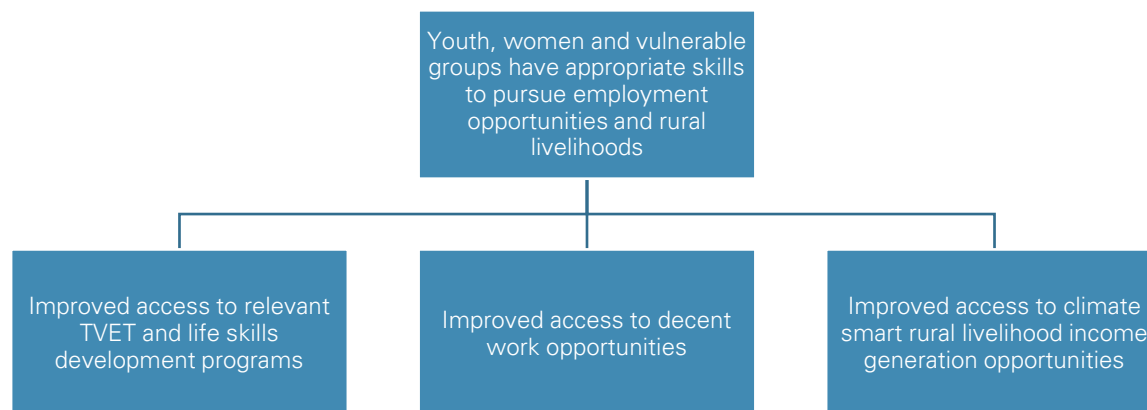 Youth, women and vulnerable
groups have appropriate skills
to pursue employment
opportunities and rural
livelihoods
Improved access to relevant
TVET and life skills
development programs
Improved access to decent
work opportunities
Improved access to climate
smart rural livelihood income
generation opportunities